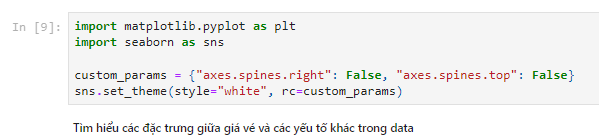 In [9]: import matplotlib.pyplot as plt
import seaborn as sns
custom_params = {"axes.spines.right": False, "axes.spines.top": False}
sns.set_theme(style="white", rc=custom_params)
Tìm hiểu các đặc trưng giữa giá vé và các yếu tố khác trong data